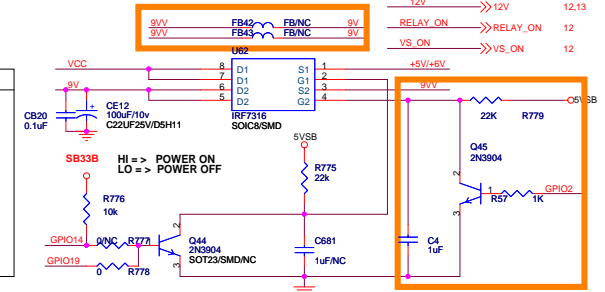 12V
12V 12,13
9VV FB42 FB/NC 9V
9VV FB43 FB/NC 9V
RELAY_ON RELAY_ON 12
VS_ON VS_ON 12
U62
VCC 8 D1 S1 1 +5V/+6V
7 D1 G1 2
9V 6 D2 S2 3 9VV
5 D2 G2 4
CB20
0.1uF
CE12
100uF/10v
C22UF25V/D5H11
IRF7316
SOIC8/SMD
22K R779 5VSB
SB33B
HI = > POWER ON
LO = > POWER OFF
5VSB
R775
22k
Q45
2N3904
2
1
3
R57 1K GPIO2
R776
10k
GPIO14 0/NC R777
GPIO19 0 R778
2
1
3
Q44
2N3904
SOT23/SMD/NC
C681
1uF/NC
C4
1uF